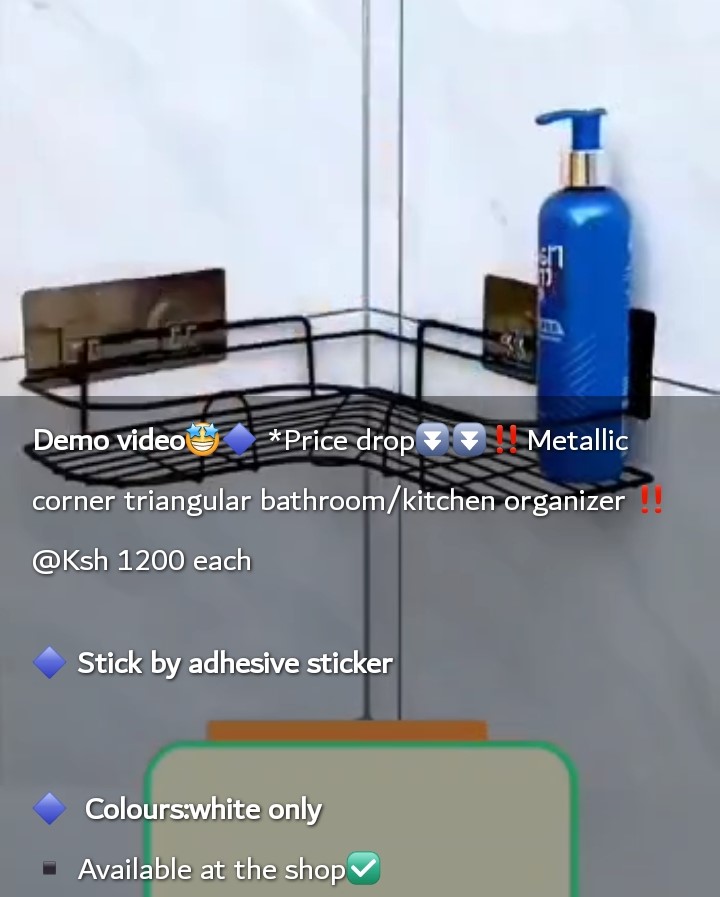 Demo video🤩🔷 *Price drop⏬⏬‼️Metallic
corner triangular bathroom/kitchen organizer ‼️
@Ksh 1200 each
🔷 Stick by adhesive sticker
🔷 Colours:white only
▪️ Available at the shop✅